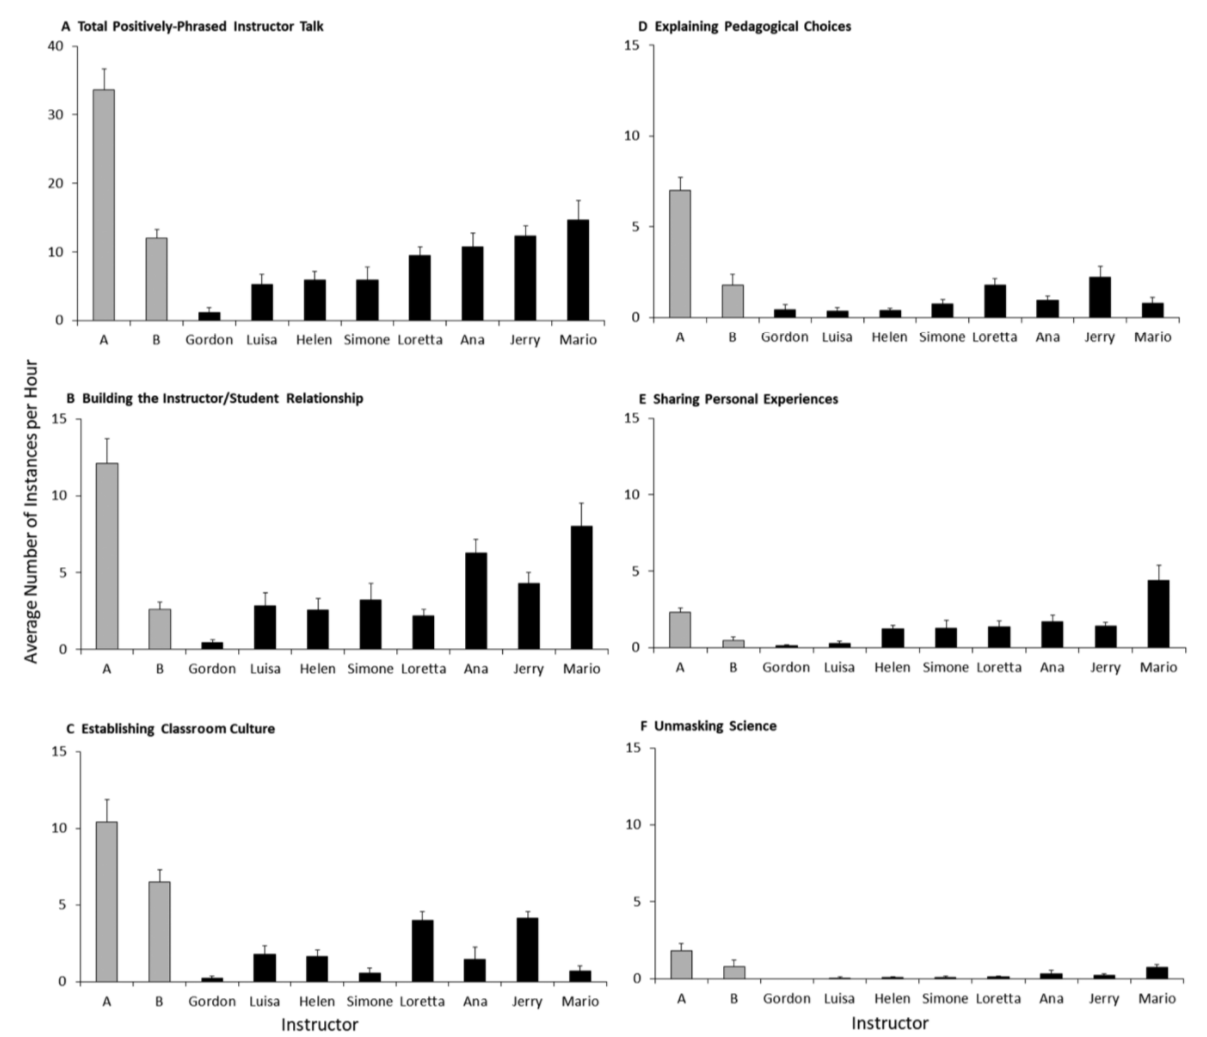 A Total Positively-Phrased Instructor Talk
40
30
20
10
0
A B Gordon Luisa Helen Simone Loretta Ana Jerry Mario
D Explaining Pedagogical Choices
15
10
5
0
A B Gordon Luisa Helen Simone Loretta Ana Jerry Mario
Average Number of Instances per Hour
B Building the Instructor/Student Relationship
15
10
5
0
A B Gordon Luisa Helen Simone Loretta Ana Jerry Mario
E Sharing Personal Experiences
15
10
5
0
A B Gordon Luisa Helen Simone Loretta Ana Jerry Mario
C Establishing Classroom Culture
15
10
5
0
A B Gordon Luisa Helen Simone Loretta Ana Jerry Mario
Instructor
F Unmasking Science
15
10
5
0
A B Gordon Luisa Helen Simone Loretta Ana Jerry Mario
Instructor